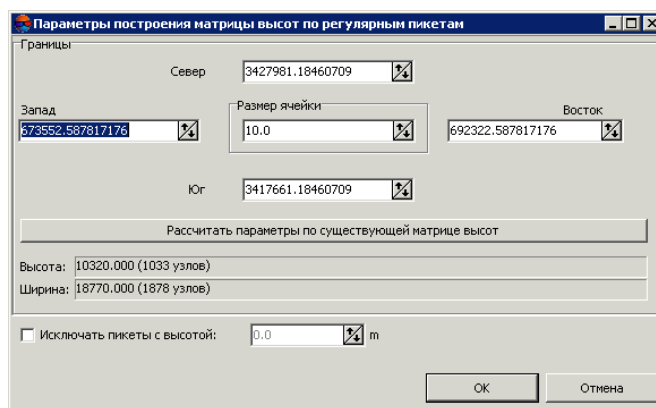 Параметры построения матрицы высот по регулярным пикетам
Границы
Север 3427981.18460709
Запад Размер ячейки Восток
673552.587817176 10.0 692322.587817176
Юг 3417661.18460709
Рассчитать параметры по существующей матрице высот
Высота: 10320.000 (1033 узлов)
Ширина: 18770.000 (1878 узлов)
Исключать пикеты с высотой: 0.0 m
OK Отмена